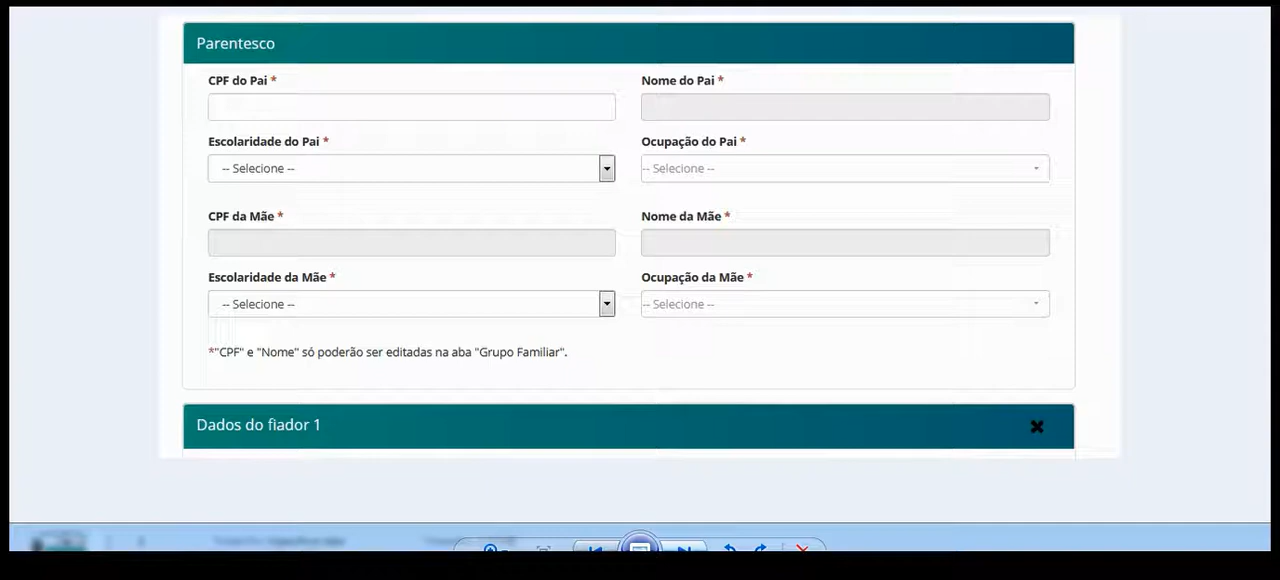 Parentesco
CPF do Pai * Nome do Pai *
Escolaridade do Pai * Ocupação do Pai *
-- Selecione -- -- Selecione --
CPF da Mãe * Nome da Mãe *
Escolaridade da Mãe * Ocupação da Mãe *
-- Selecione -- -- Selecione --
*"CPF" e "Nome" só poderão ser editadas na aba "Grupo Familiar".
Dados do fiador 1